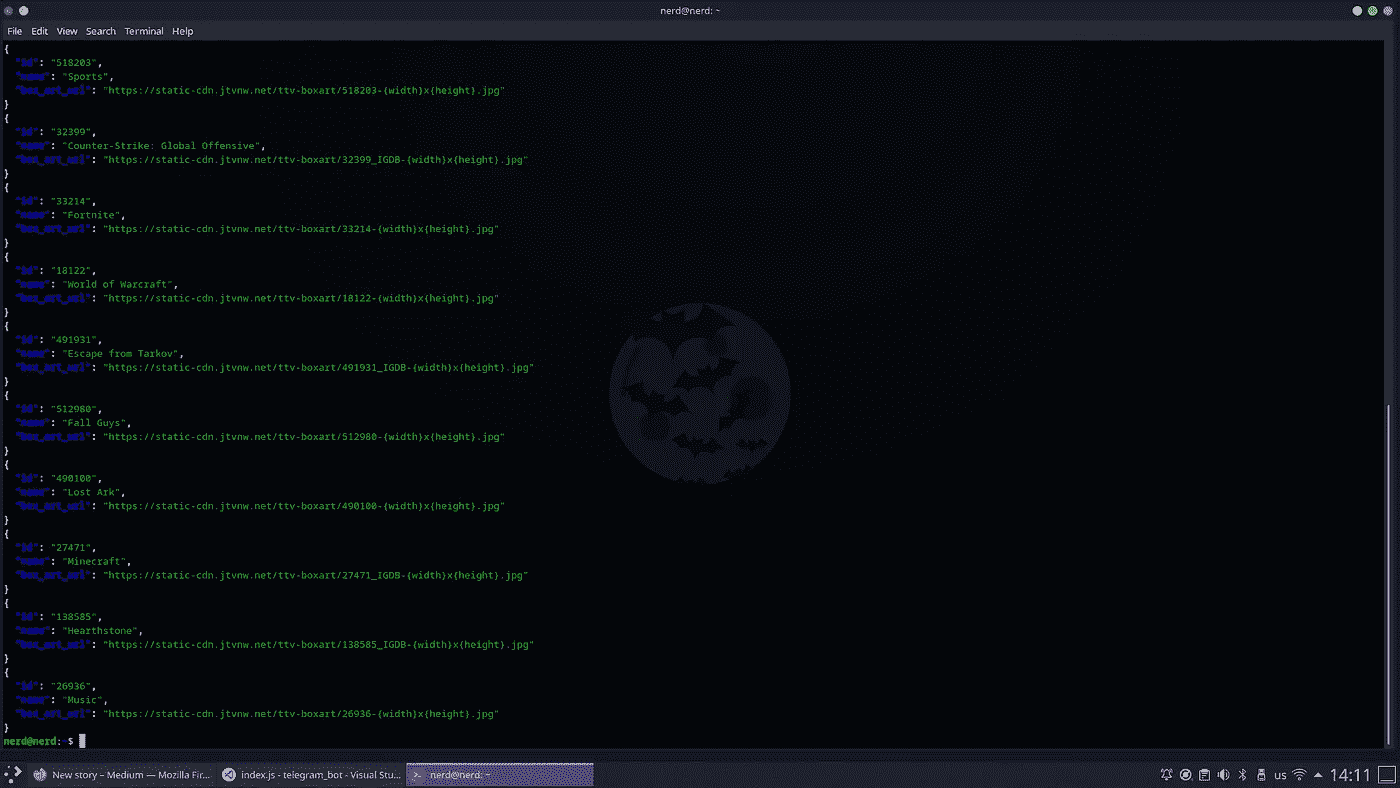 nerd@nerd: ~
File Edit View Search Terminal Help
{
"id": "518203",
"name": "Sports",
"box_art_url": "https://static-cdn.jtvnw.net/ttv-boxart/518203-{width}x{height}.jpg"
}
{
"id": "32399",
"name": "Counter-Strike: Global Offensive",
"box_art_url": "https://static-cdn.jtvnw.net/ttv-boxart/32399_IGDB-{width}x{height}.jpg"
}
{
"id": "33214",
"name": "Fortnite",
"box_art_url": "https://static-cdn.jtvnw.net/ttv-boxart/33214-{width}x{height}.jpg"
}
{
"id": "18122",
"name": "World of Warcraft",
"box_art_url": "https://static-cdn.jtvnw.net/ttv-boxart/18122-{width}x{height}.jpg"
}
{
"id": "491931",
"name": "Escape from Tarkov",
"box_art_url": "https://static-cdn.jtvnw.net/ttv-boxart/491931_IGDB-{width}x{height}.jpg"
}
{
"id": "512980",
"name": "Fall Guys",
"box_art_url": "https://static-cdn.jtvnw.net/ttv-boxart/512980-{width}x{height}.jpg"
}
{
"id": "490100",
"name": "Lost Ark",
"box_art_url": "https://static-cdn.jtvnw.net/ttv-boxart/490100-{width}x{height}.jpg"
}
{
"id": "27471",
"name": "Minecraft",
"box_art_url": "https://static-cdn.jtvnw.net/ttv-boxart/27471_IGDB-{width}x{height}.jpg"
}
{
"id": "138585",
"name": "Hearthstone",
"box_art_url": "https://static-cdn.jtvnw.net/ttv-boxart/138585_IGDB-{width}x{height}.jpg"
}
{
"id": "26936",
"name": "Music",
"box_art_url": "https://static-cdn.jtvnw.net/ttv-boxart/26936-{width}x{height}.jpg"
}
nerd@nerd:~$
New story – Medium — Mozilla Fir... index.js - telegram_bot - Visual Stu... nerd@nerd: ~ us 14:11